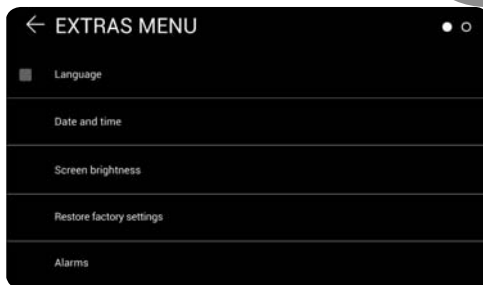 EXTRAS MENU
Language
Date and time
Screen brightness
Restore factory settings
Alarms